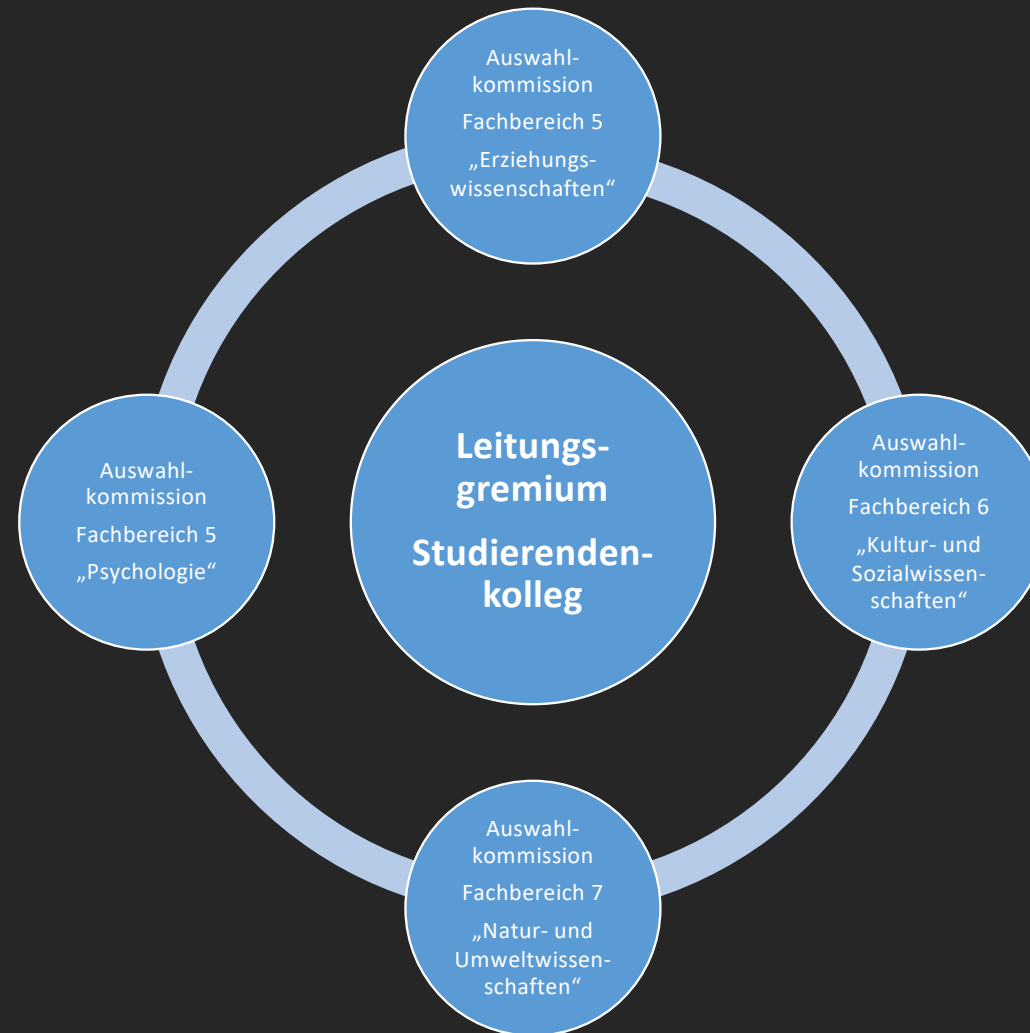 Auswahl-
kommission
Fachbereich 5
„Erziehungs-
wissenschaften“
Leitungs-
gremium
Studierenden-
kolleg
Auswahl-
kommission
Fachbereich 5
„Psychologie“
Auswahl-
kommission
Fachbereich 6
„Kultur- und
Sozialwissen-
schaften“
Auswahl-
kommission
Fachbereich 7
„Natur- und
Umweltwissen-
schaften“